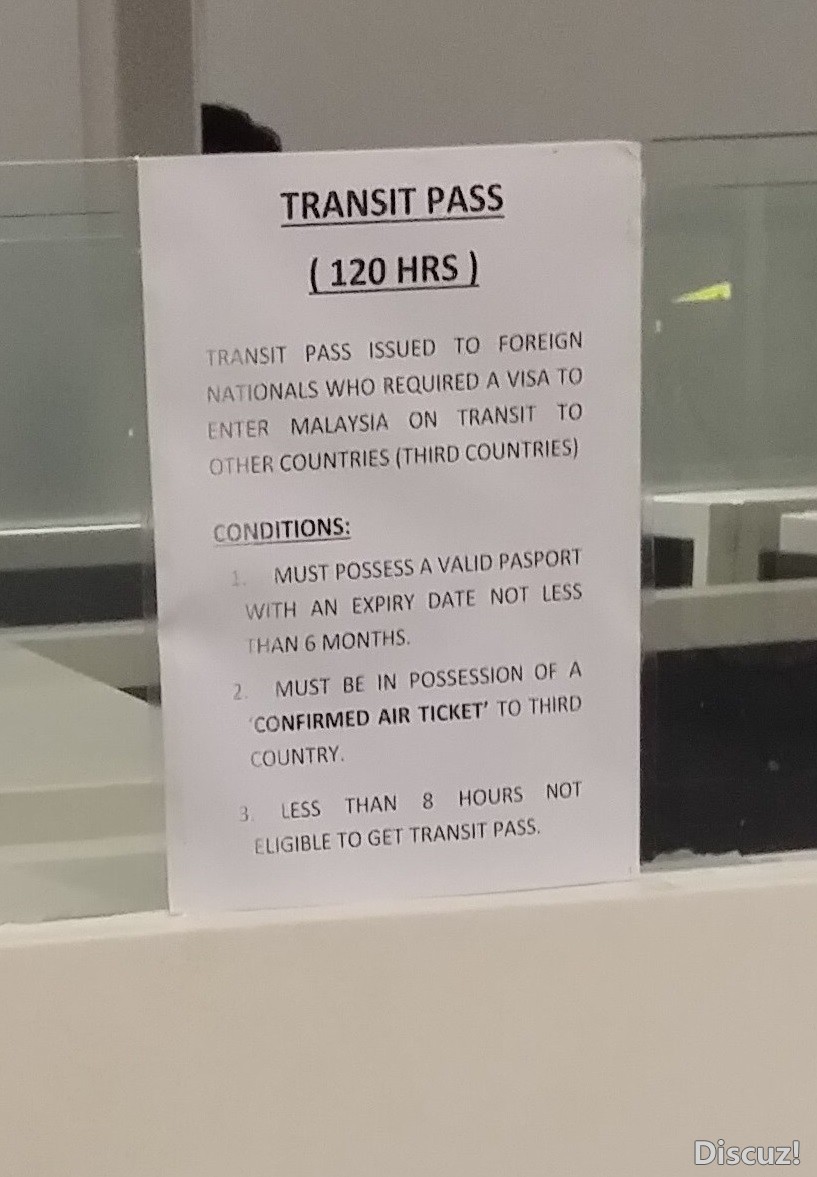 TRANSIT PASS
( 120 HRS )
TRANSIT PASS ISSUED TO FOREIGN
NATIONALS WHO REQUIRED A VISA TO
ENTER MALAYSIA ON TRANSIT TO
OTHER COUNTRIES (THIRD COUNTRIES)
CONDITIONS:
1. MUST POSSESS A VALID PASPORT
WITH AN EXPIRY DATE NOT LESS
THAN 6 MONTHS.
2. MUST BE IN POSSESSION OF A
'CONFIRMED AIR TICKET' TO THIRD
COUNTRY.
3. LESS THAN 8 HOURS NOT
ELIGIBLE TO GET TRANSIT PASS.
Discuz!